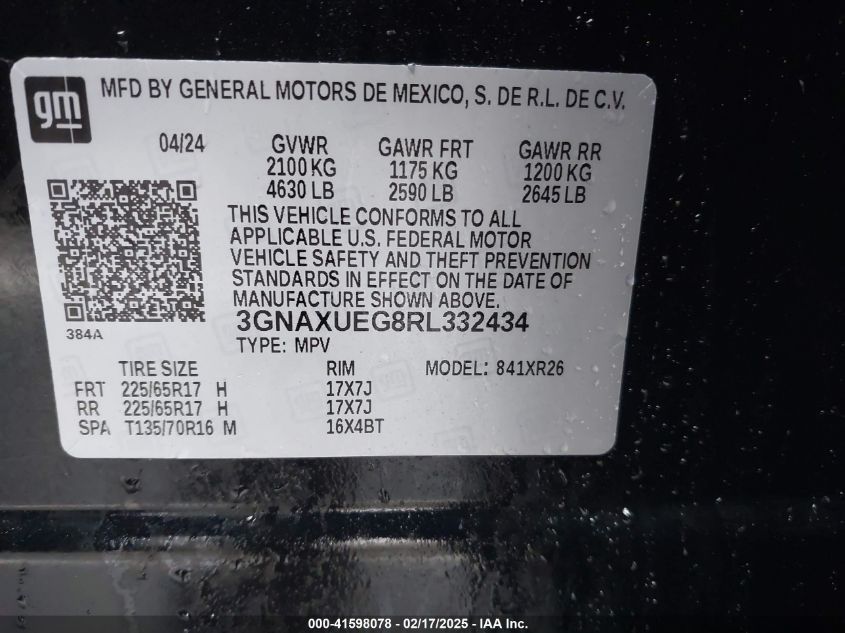 gm
MFD BY GENERAL MOTORS DE MEXICO, S. DE R.L. DE C.V.
04/24 GVWR GAWR FRT GAWR RR
2100 KG 1175 KG 1200 KG
4630 LB 2590 LB 2645 LB
THIS VEHICLE CONFORMS TO ALL
APPLICABLE U.S. FEDERAL MOTOR
VEHICLE SAFETY AND THEFT PREVENTION
STANDARDS IN EFFECT ON THE DATE OF
MANUFACTURE SHOWN ABOVE.
3GNAXUEG8RL332434
384A
TYPE: MPV
TIRE SIZE RIM MODEL: 841XR26
FRT 225/65R17 H 17X7J
RR 225/65R17 H 17X7J
SPA T135/70R16 M 16X4BT
000-41598078 - 02/17/2025 - IAA Inc.